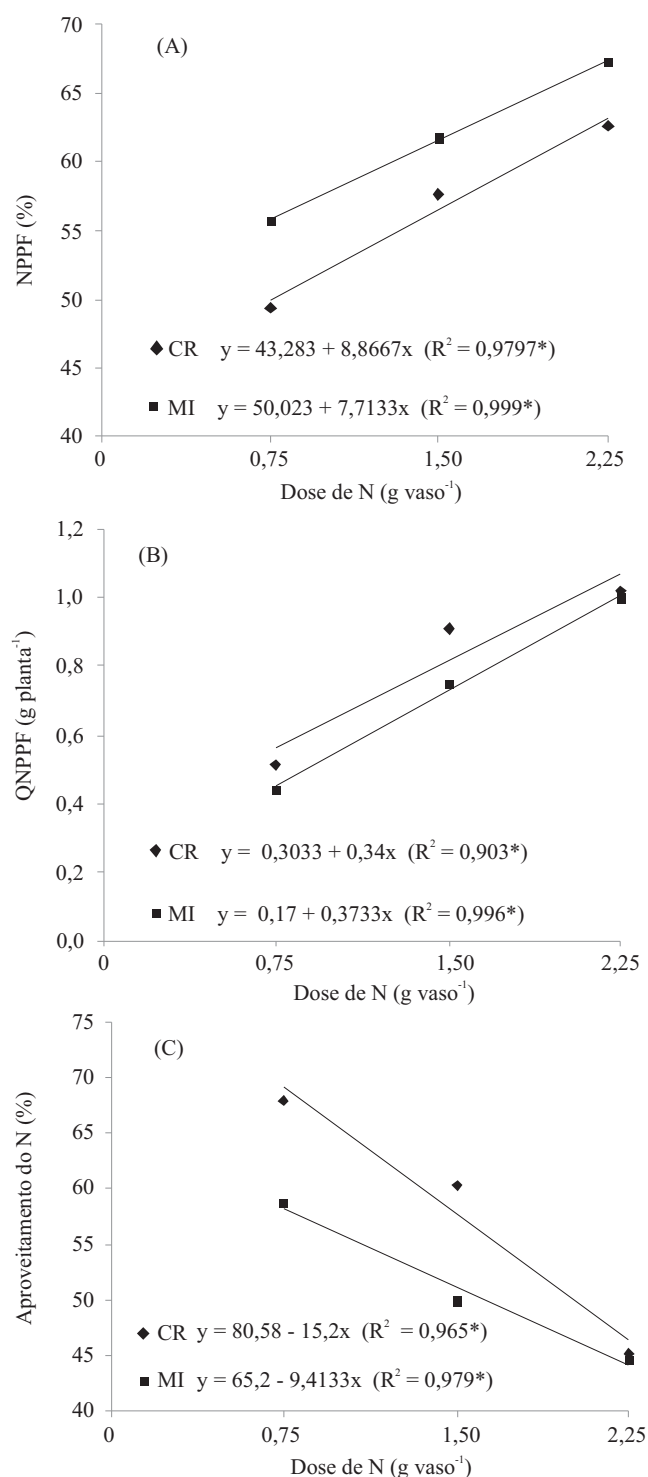 (A)
70
65
60
55
50
45
40
NPPF (%)
CR y = 43,283 + 8,8667x (R² = 0,9797*)
MI y = 50,023 + 7,7133x (R² = 0,999*)
0 0,75 1,50 2,25
Dose de N (g vaso⁻¹)
(B)
1,2
1,0
0,8
0,6
0,4
0,2
0,0
QNPPF (g planta⁻¹)
CR y = 0,3033 + 0,34x (R² = 0,903*)
MI y = 0,17 + 0,3733x (R² = 0,996*)
0 0,75 1,50 2,25
Dose de N (g vaso⁻¹)
(C)
75
70
65
60
55
50
45
40
Aproveitamento do N (%)
CR y = 80,58 - 15,2x (R² = 0,965*)
MI y = 65,2 - 9,4133x (R² = 0,979*)
0 0,75 1,50 2,25
Dose de N (g vaso⁻¹)